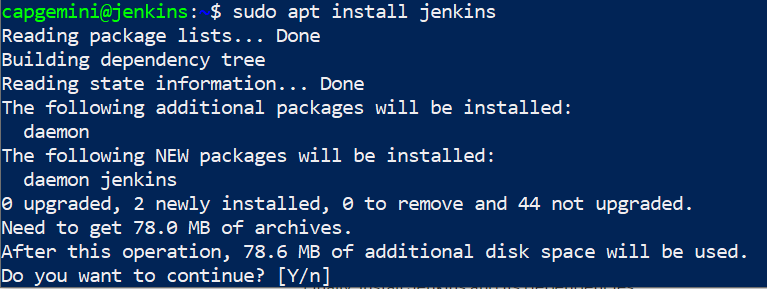 capgemini@jenkins:~$ sudo apt install jenkins
Reading package lists... Done
Building dependency tree
Reading state information... Done
The following additional packages will be installed:
  daemon
The following NEW packages will be installed:
  daemon jenkins
0 upgraded, 2 newly installed, 0 to remove and 44 not upgraded.
Need to get 78.0 MB of archives.
After this operation, 78.6 MB of additional disk space will be used.
Do you want to continue? [Y/n]